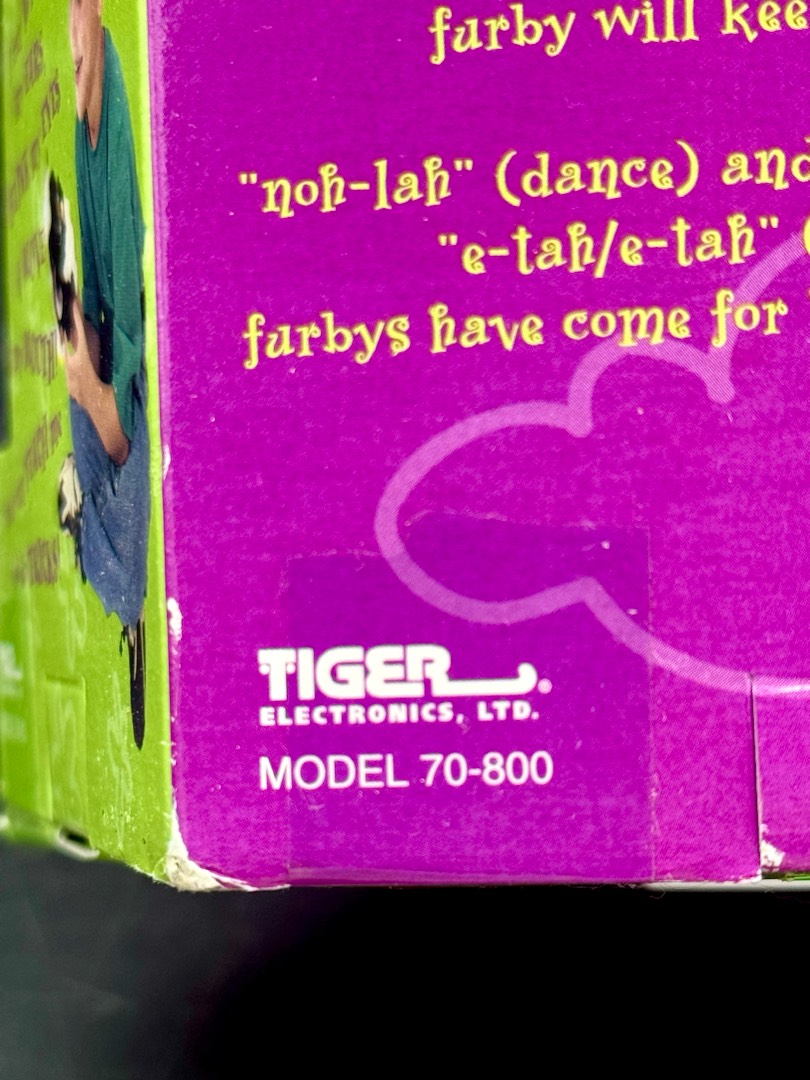 furby will kee
"noh-lah" (dance) and
"e-tah/e-tah" (
furbys have come for
TIGER®
ELECTRONICS, LTD.
MODEL 70-800